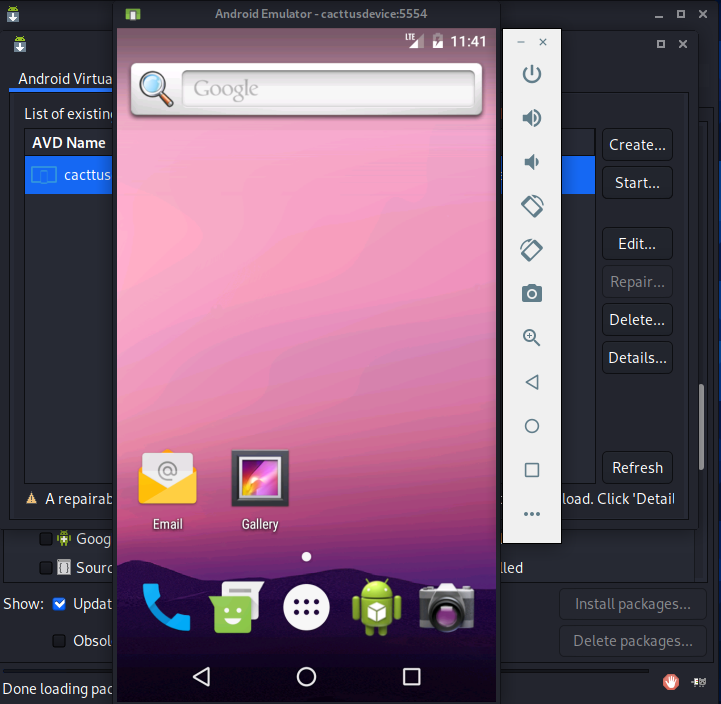 Android Emulator - cacttusdevice:5554
Android Virtua
List of existing
AVD Name
cacttus
LTE 11:41
Google
Create...
Start...
Edit...
Repair...
Delete...
Details...
Refresh
A repairab
load. Click 'Detail
Email
Gallery
Goog
Sourc
lled
Show:
Updat
Install packages...
Obsol
Delete packages...
Done loading pac